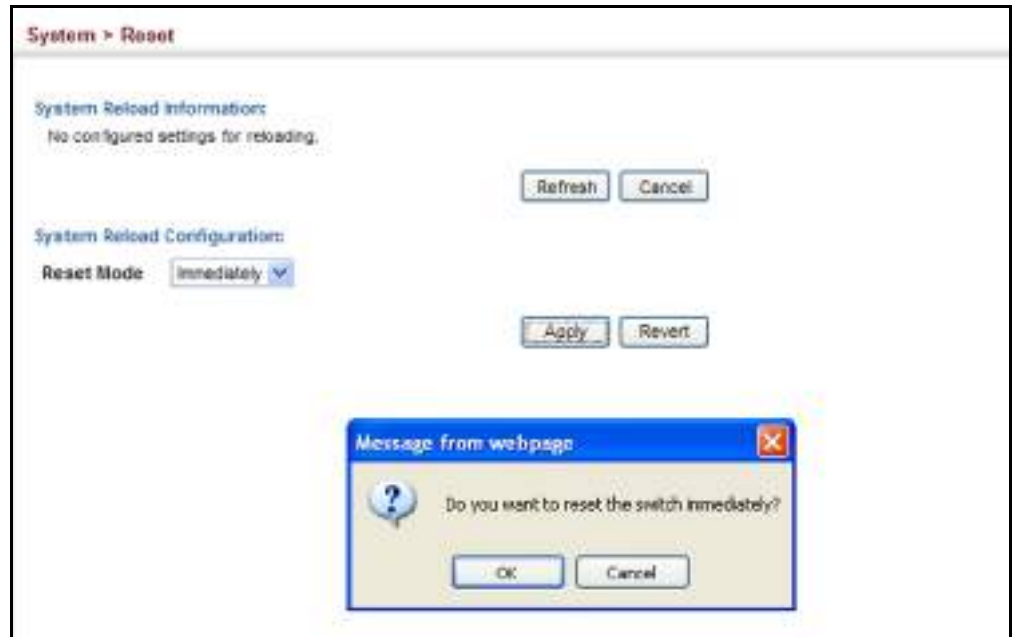 System > Reset
System Reload Information:
No configured settings for reloading.
Refresh Cancel
System Reload Configuration:
Reset Mode Immediately
Apply Revert
Message from webpage
Do you want to reset the switch immediately?
OK Cancel